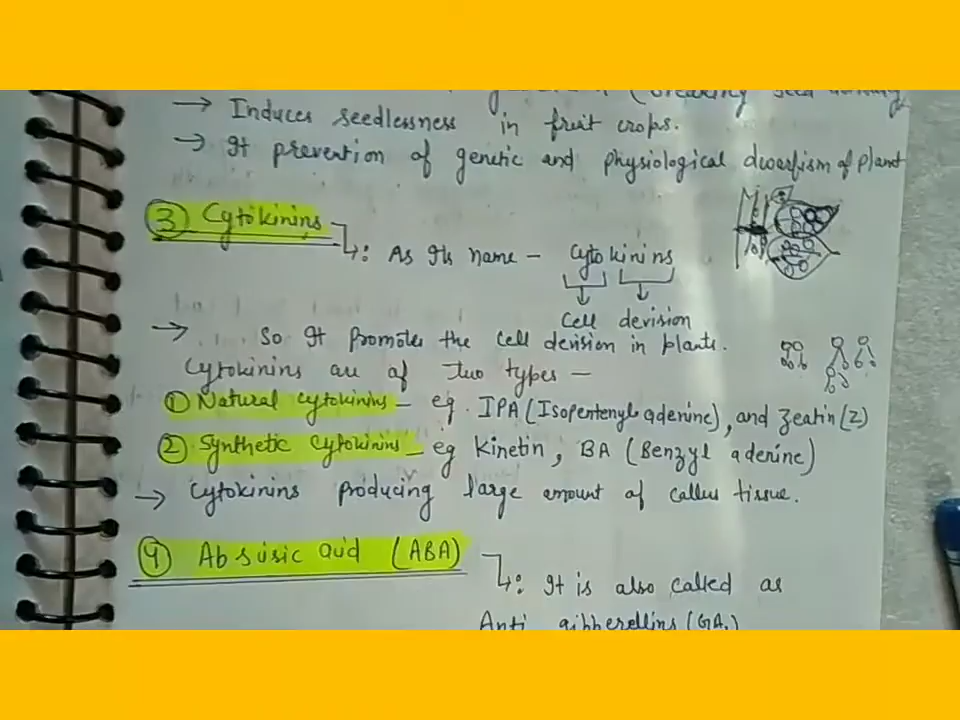 (breaking seed
→ Induces seedlessness in fruit crops.
→ It prevention of genetic and physiological dwarfism of plant
③ Cytokinins
↳: As Its name - Cytokinins
Cell devision
→ So It promotes the cell devision in plants.
Cytokinins are of two types -
① Natural cytokinins - eg. IPA (Isopentenyl adenine), and Zeatin (Z)
② Synthetic cytokinins - eg Kinetin, BA (Benzyl adenine)
→ Cytokinins producing large amount of callus tissue.
④ Absisic acid (ABA)
↳: It is also called as
Anti gibberellins (GA